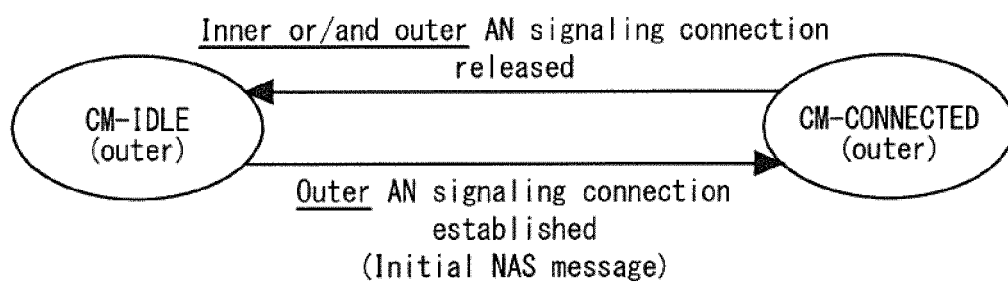 Inner or/and outer AN signaling connection
released
CM-IDLE
(outer)
CM-CONNECTED
(outer)
Outer AN signaling connection
established
(Initial NAS message)